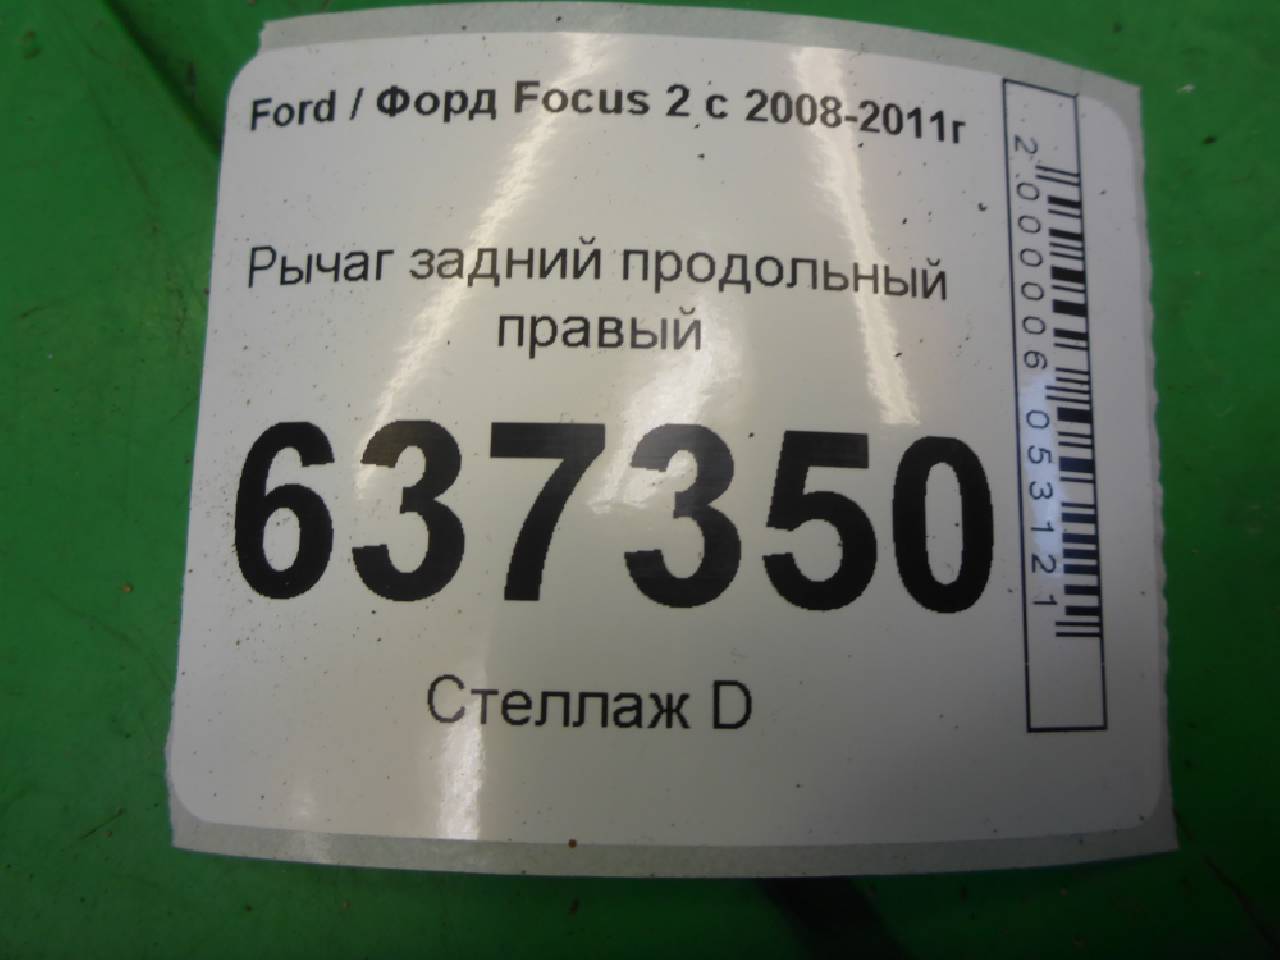 Ford / Форд Focus 2 с 2008-2011г
Рычаг задний продольный
правый
637350
Стеллаж D
2000006053121